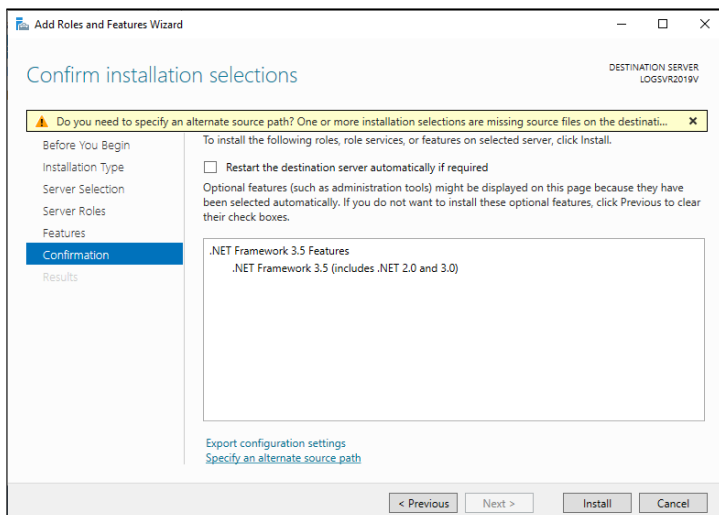 Add Roles and Features Wizard
Confirm installation selections
DESTINATION SERVER
LOGSVR2019V
Do you need to specify an alternate source path? One or more installation selections are missing source files on the destinati...
Before You Begin
Installation Type
Server Selection
Server Roles
Features
Confirmation
Results
To install the following roles, role services, or features on selected server, click Install.
Restart the destination server automatically if required
Optional features (such as administration tools) might be displayed on this page because they have
been selected automatically. If you do not want to install these optional features, click Previous to clear
their check boxes.
.NET Framework 3.5 Features
.NET Framework 3.5 (includes .NET 2.0 and 3.0)
Export configuration settings
Specify an alternate source path
< Previous
Next >
Install
Cancel